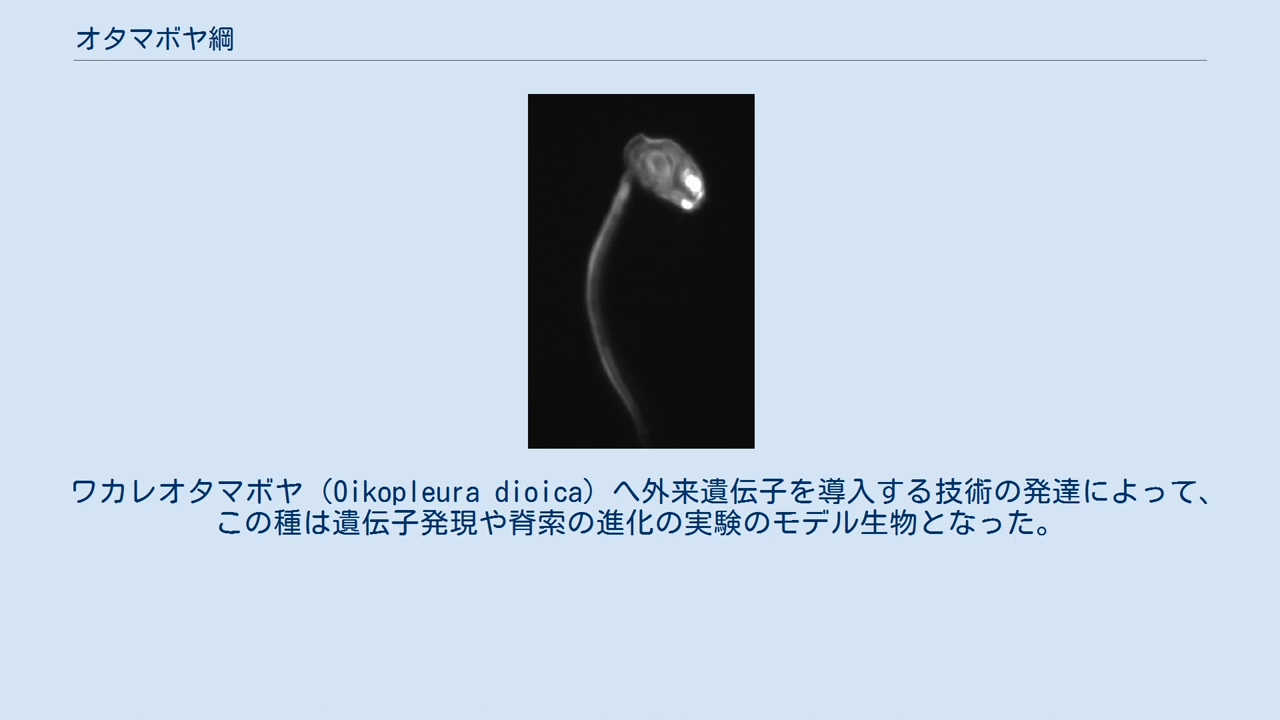 オタマボヤ綱
ワカレオタマボヤ（Oikopleura dioica）へ外来遺伝子を導入する技術の発達によって、
この種は遺伝子発現や脊索の進化の実験のモデル生物となった。